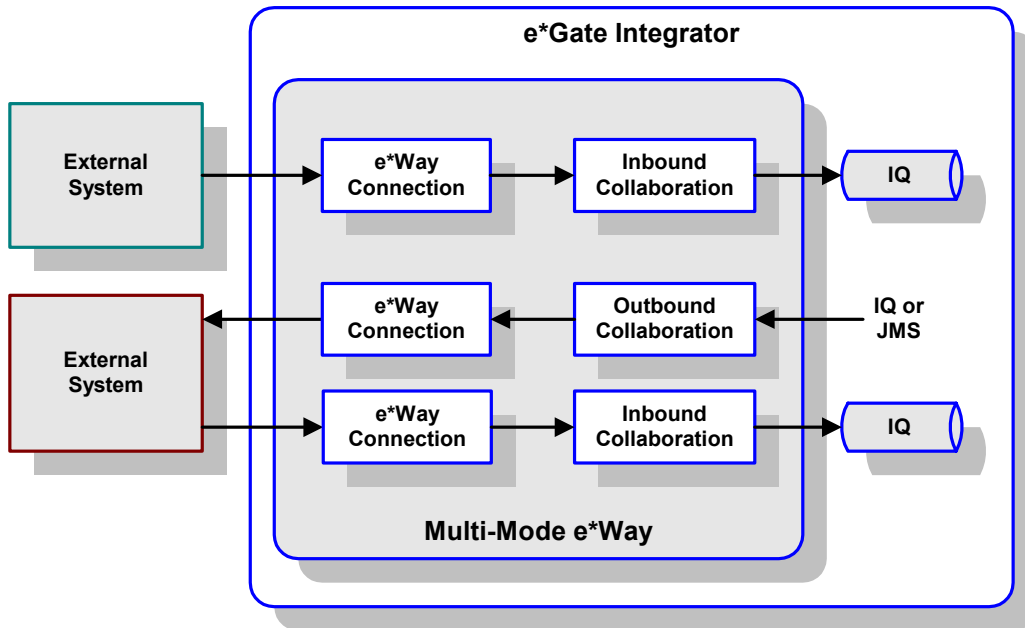 e*Gate Integrator
External
System
e*Way
Connection
Inbound
Collaboration
IQ
External
System
e*Way
Connection
Outbound
Collaboration
IQ or
JMS
e*Way
Connection
Inbound
Collaboration
IQ
Multi-Mode e*Way